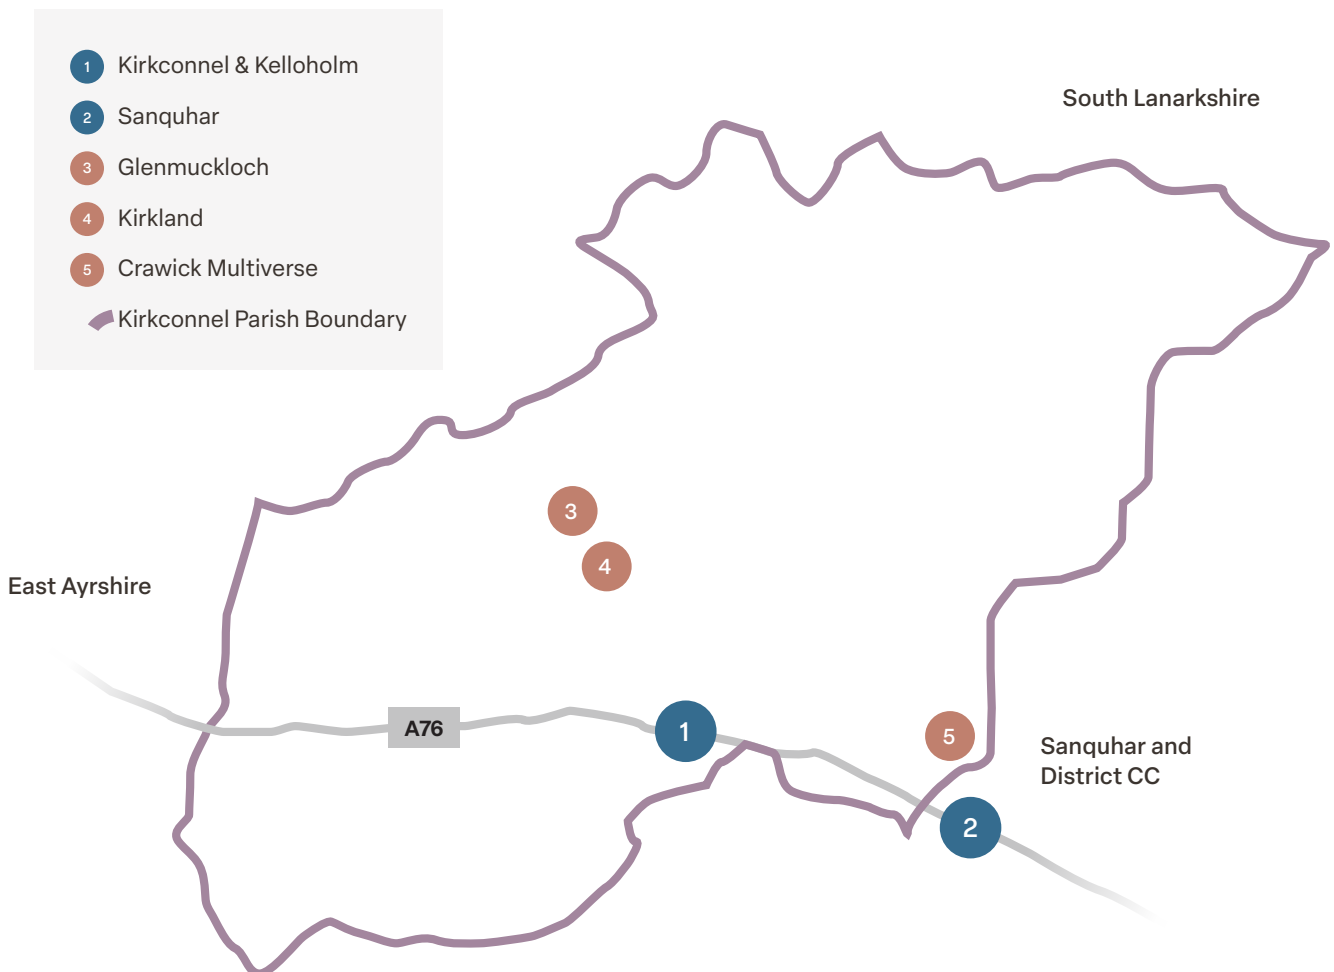 1 Kirkconnel & Kelloholm
2 Sanquhar
3 Glenmuckloch
4 Kirkland
5 Crawick Multiverse
Kirkconnel Parish Boundary
South Lanarkshire
3
4
East Ayrshire
A76
1
5
Sanquhar and
District CC
2